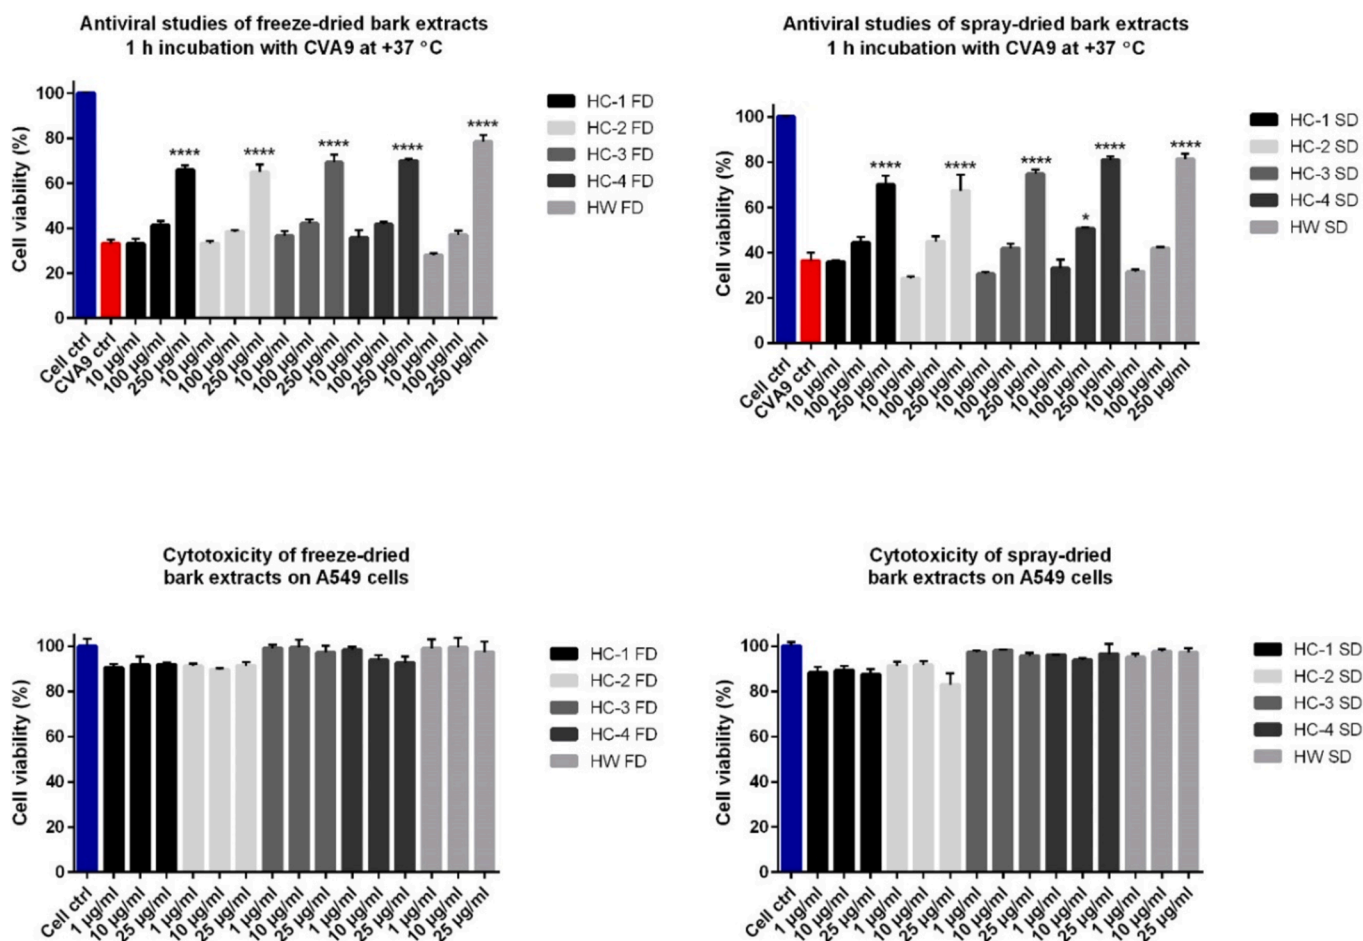 Antiviral studies of freeze-dried bark extracts
1 h incubation with CVA9 at +37 °C
Cell viability (%)
100
80
60
40
20
0
****
****
****
****
****
Cell ctrl
CVA9 ctrl
10 µg/ml
100 µg/ml
250 µg/ml
10 µg/ml
100 µg/ml
250 µg/ml
10 µg/ml
100 µg/ml
250 µg/ml
10 µg/ml
100 µg/ml
250 µg/ml
10 µg/ml
100 µg/ml
250 µg/ml
HC-1 FD
HC-2 FD
HC-3 FD
HC-4 FD
HW FD
Antiviral studies of spray-dried bark extracts
1 h incubation with CVA9 at +37 °C
Cell viability (%)
100
80
60
40
20
0
****
****
****
*
****
****
Cell ctrl
CVA9 ctrl
10 µg/ml
100 µg/ml
250 µg/ml
10 µg/ml
100 µg/ml
250 µg/ml
10 µg/ml
100 µg/ml
250 µg/ml
10 µg/ml
100 µg/ml
250 µg/ml
10 µg/ml
100 µg/ml
250 µg/ml
HC-1 SD
HC-2 SD
HC-3 SD
HC-4 SD
HW SD
Cytotoxicity of freeze-dried
bark extracts on A549 cells
Cell viability (%)
100
80
60
40
20
0
Cell ctrl
1 µg/ml
10 µg/ml
25 µg/ml
1 µg/ml
10 µg/ml
25 µg/ml
1 µg/ml
10 µg/ml
25 µg/ml
1 µg/ml
10 µg/ml
25 µg/ml
1 µg/ml
10 µg/ml
25 µg/ml
HC-1 FD
HC-2 FD
HC-3 FD
HC-4 FD
HW FD
Cytotoxicity of spray-dried
bark extracts on A549 cells
Cell viability (%)
100
80
60
40
20
0
Cell ctrl
1 µg/ml
10 µg/ml
25 µg/ml
1 µg/ml
10 µg/ml
25 µg/ml
1 µg/ml
10 µg/ml
25 µg/ml
1 µg/ml
10 µg/ml
25 µg/ml
1 µg/ml
10 µg/ml
25 µg/ml
HC-1 SD
HC-2 SD
HC-3 SD
HC-4 SD
HW SD